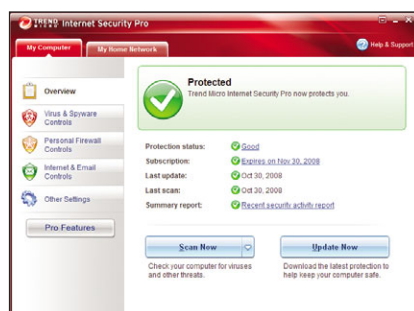 TREND MICRO Internet Security Pro
My Computer
My Home Network
Help & Support
Overview
Virus & Spyware
Controls
Personal Firewall
Controls
Internet & Email
Controls
Other Settings
Pro Features
Protected
Trend Micro Internet Security Pro now protects you.
Protection status: Good
Subscription: Expires on Nov 30, 2008
Last update: Oct 30, 2008
Last scan: Oct 30, 2008
Summary report: Recent security activity report
Scan Now
Check your computer for viruses
and other threats.
Update Now
Download the latest protection to
help keep your computer safe.